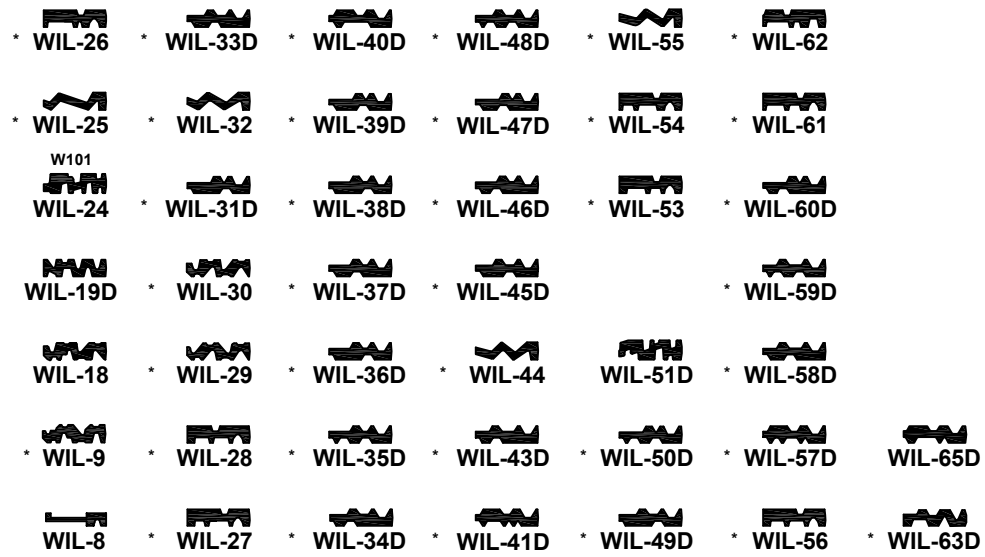 * WIL-26 * WIL-33D * WIL-40D * WIL-48D * WIL-55 * WIL-62
* WIL-25 * WIL-32 * WIL-39D * WIL-47D * WIL-54 * WIL-61
W101
WIL-24 * WIL-31D * WIL-38D * WIL-46D * WIL-53 * WIL-60D
WIL-19D * WIL-30 * WIL-37D * WIL-45D * WIL-59D
WIL-18 * WIL-29 * WIL-36D * WIL-44 WIL-51D * WIL-58D
* WIL-9 * WIL-28 * WIL-35D * WIL-43D * WIL-50D * WIL-57D WIL-65D
WIL-8 * WIL-27 * WIL-34D * WIL-41D * WIL-49D * WIL-56 * WIL-63D